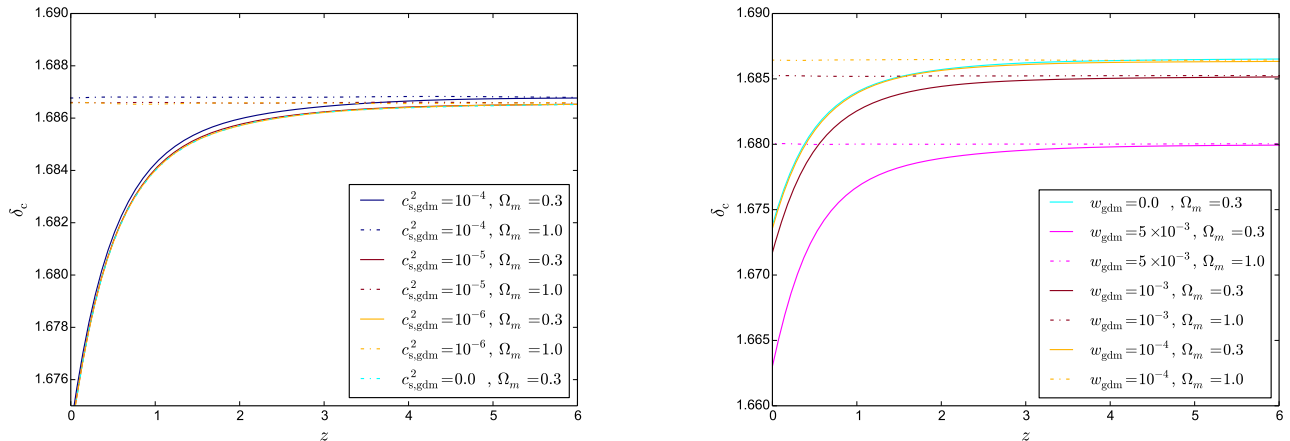 1.690
1.688
1.686
1.684
1.682
1.680
1.678
1.676
δc
0 1 2 3 4 5 6
z
c²s,gdm=10⁻⁴, Ωm=0.3
c²s,gdm=10⁻⁴, Ωm=1.0
c²s,gdm=10⁻⁵, Ωm=0.3
c²s,gdm=10⁻⁵, Ωm=1.0
c²s,gdm=10⁻⁶, Ωm=0.3
c²s,gdm=10⁻⁶, Ωm=1.0
c²s,gdm=0.0 , Ωm=0.3
1.690
1.685
1.680
1.675
1.670
1.665
1.660
δc
0 1 2 3 4 5 6
z
wgdm=0.0 , Ωm=0.3
wgdm=5×10⁻³, Ωm=0.3
wgdm=5×10⁻³, Ωm=1.0
wgdm=10⁻³, Ωm=0.3
wgdm=10⁻³, Ωm=1.0
wgdm=10⁻⁴, Ωm=0.3
wgdm=10⁻⁴, Ωm=1.0